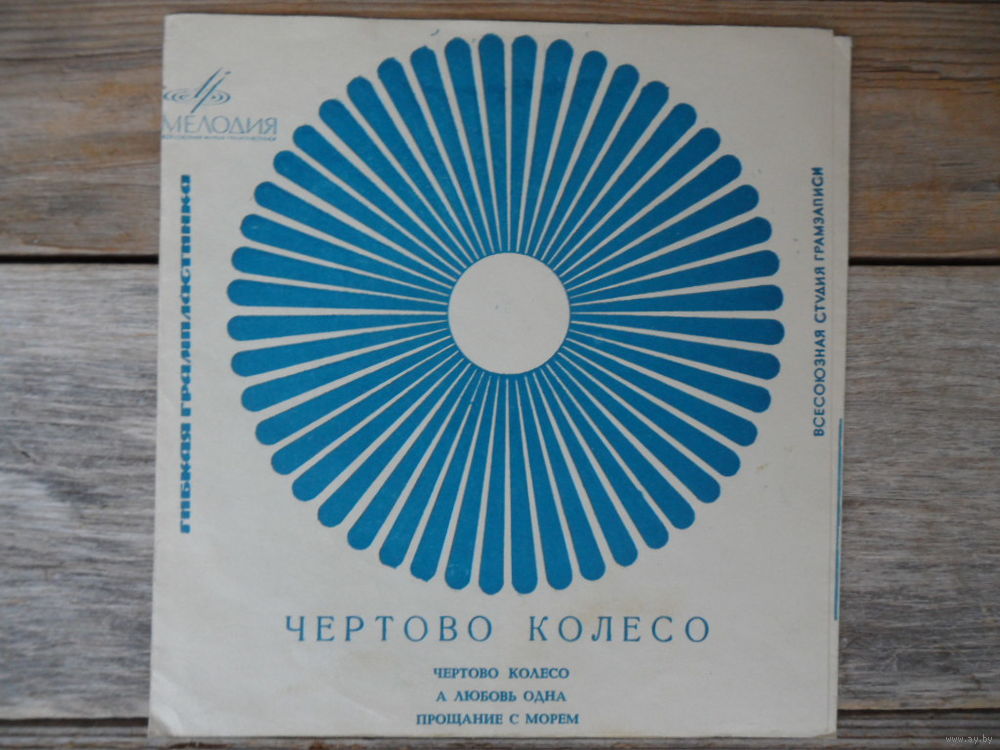 МЕЛОДИЯ
ГИБКАЯ ГРАМПЛАСТИНКА
ВСЕСОЮЗНАЯ СТУДИЯ ГРАМЗАПИСИ
ЧЕРТОВО КОЛЕСО
ЧЕРТОВО КОЛЕСО
А ЛЮБОВЬ ОДНА
ПРОЩАНИЕ С МОРЕМ
www.ay.by